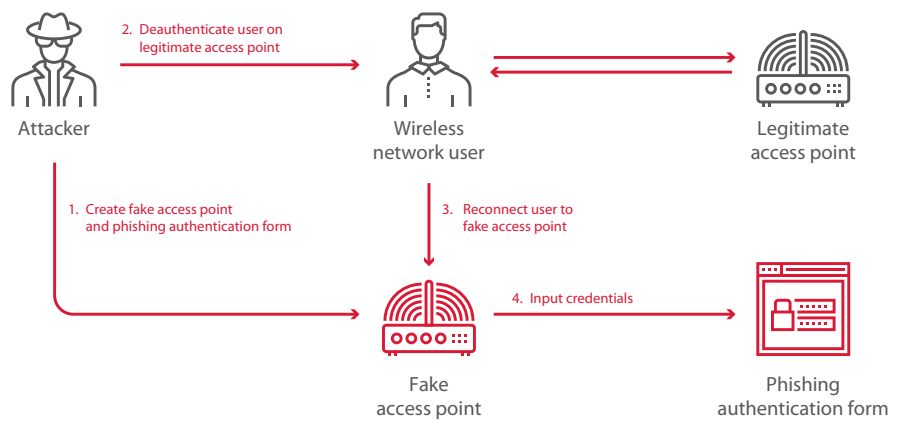 2. Deauthenticate user on
legitimate access point
Attacker
Wireless
network user
Legitimate
access point
1. Create fake access point
and phishing authentication form
3. Reconnect user to
fake access point
4. Input credentials
Fake
access point
Phishing
authentication form